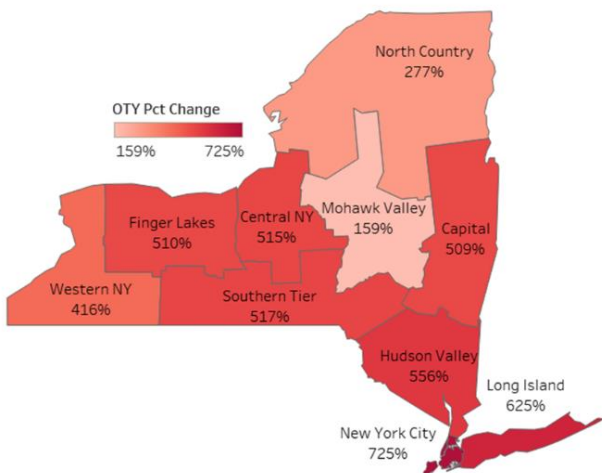 North Country
277%
OTY Pct Change
159%
725%
Mohawk Valley
159%
Capital
509%
Central NY
515%
Finger Lakes
510%
Western NY
416%
Southern Tier
517%
Hudson Valley
556%
Long Island
625%
New York City
725%